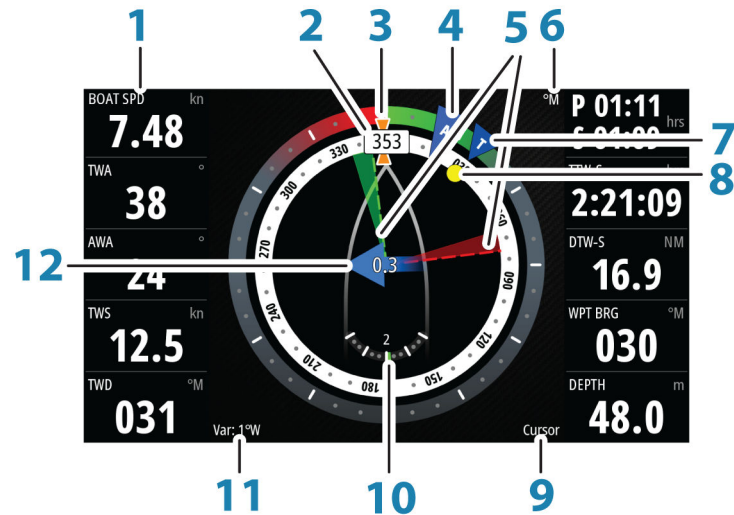 1 2 3 4 5 6
BOAT SPD kn
7.48
TWA °
38
AWA °
24
TWS kn
12.5
TWD °M
031
°M
P 01:11 hrs
2:21:09
DTW-S NM
16.9
WPT BRG °M
030
DEPTH m
48.0
7
8
12
353
330
300
270
240
210
180
150
120
060
A
T
0.3
2
Var: 1°W
Cursor
11 10 9